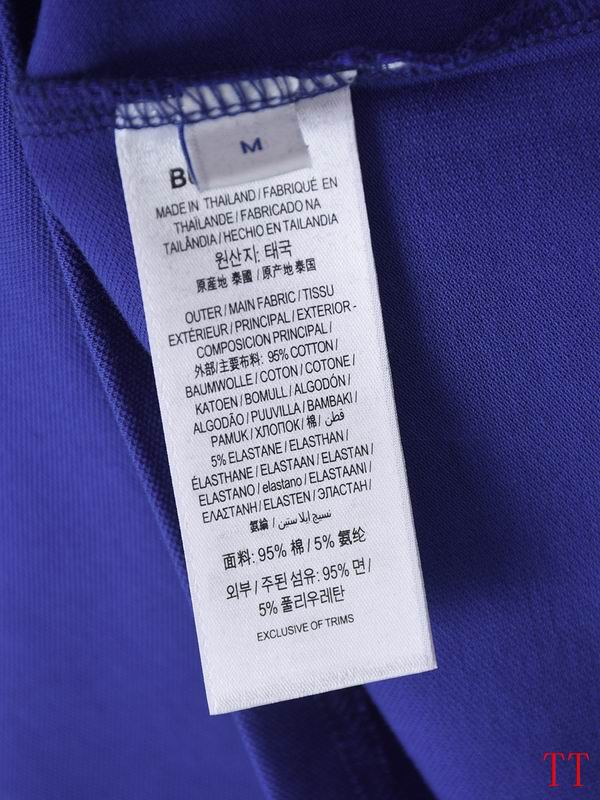 M
MADE IN THAILAND / FABRIQUÉ EN
THAÏLANDE / FABRICADO NA
TAILÂNDIA / HECHO EN TAILANDIA
원산지: 태국
原産地 泰國 / 原产地 泰国
OUTER / MAIN FABRIC / TISSU
EXTÉRIEUR / PRINCIPAL / EXTERIOR -
COMPOSICION PRINCIPAL /
外部/主要布料: 95% COTTON /
BAUMWOLLE / COTON / COTONE /
KATOEN / BOMULL / ALGODÓN /
ALGODÃO / PUUVILLA / BAMBAKI /
PAMUK / ХЛОПОК / 棉 / قطن
5% ELASTANE / ELASTHAN /
ÉLASTHANE / ELASTAAN / ELASTAN /
ELASTANO / elastano / ELASTAANI /
ΕΛΑΣΤΑΝΗ / ELASTEN / ЭЛАСТАН /
氨綸 / نسيج ايلاستين
面料: 95% 棉 / 5% 氨纶
외부 / 주된 섬유: 95% 면 /
5% 폴리우레탄
EXCLUSIVE OF TRIMS
TT